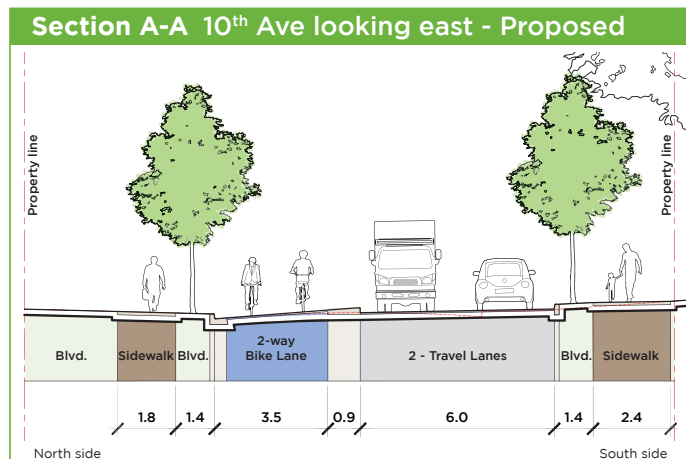 Section A-A 10th Ave looking east - Proposed
Property line
Property line
Blvd.
Sidewalk
Blvd.
2-way
Bike Lane
2 - Travel Lanes
Blvd.
Sidewalk
1.8
1.4
3.5
0.9
6.0
1.4
2.4
North side
South side